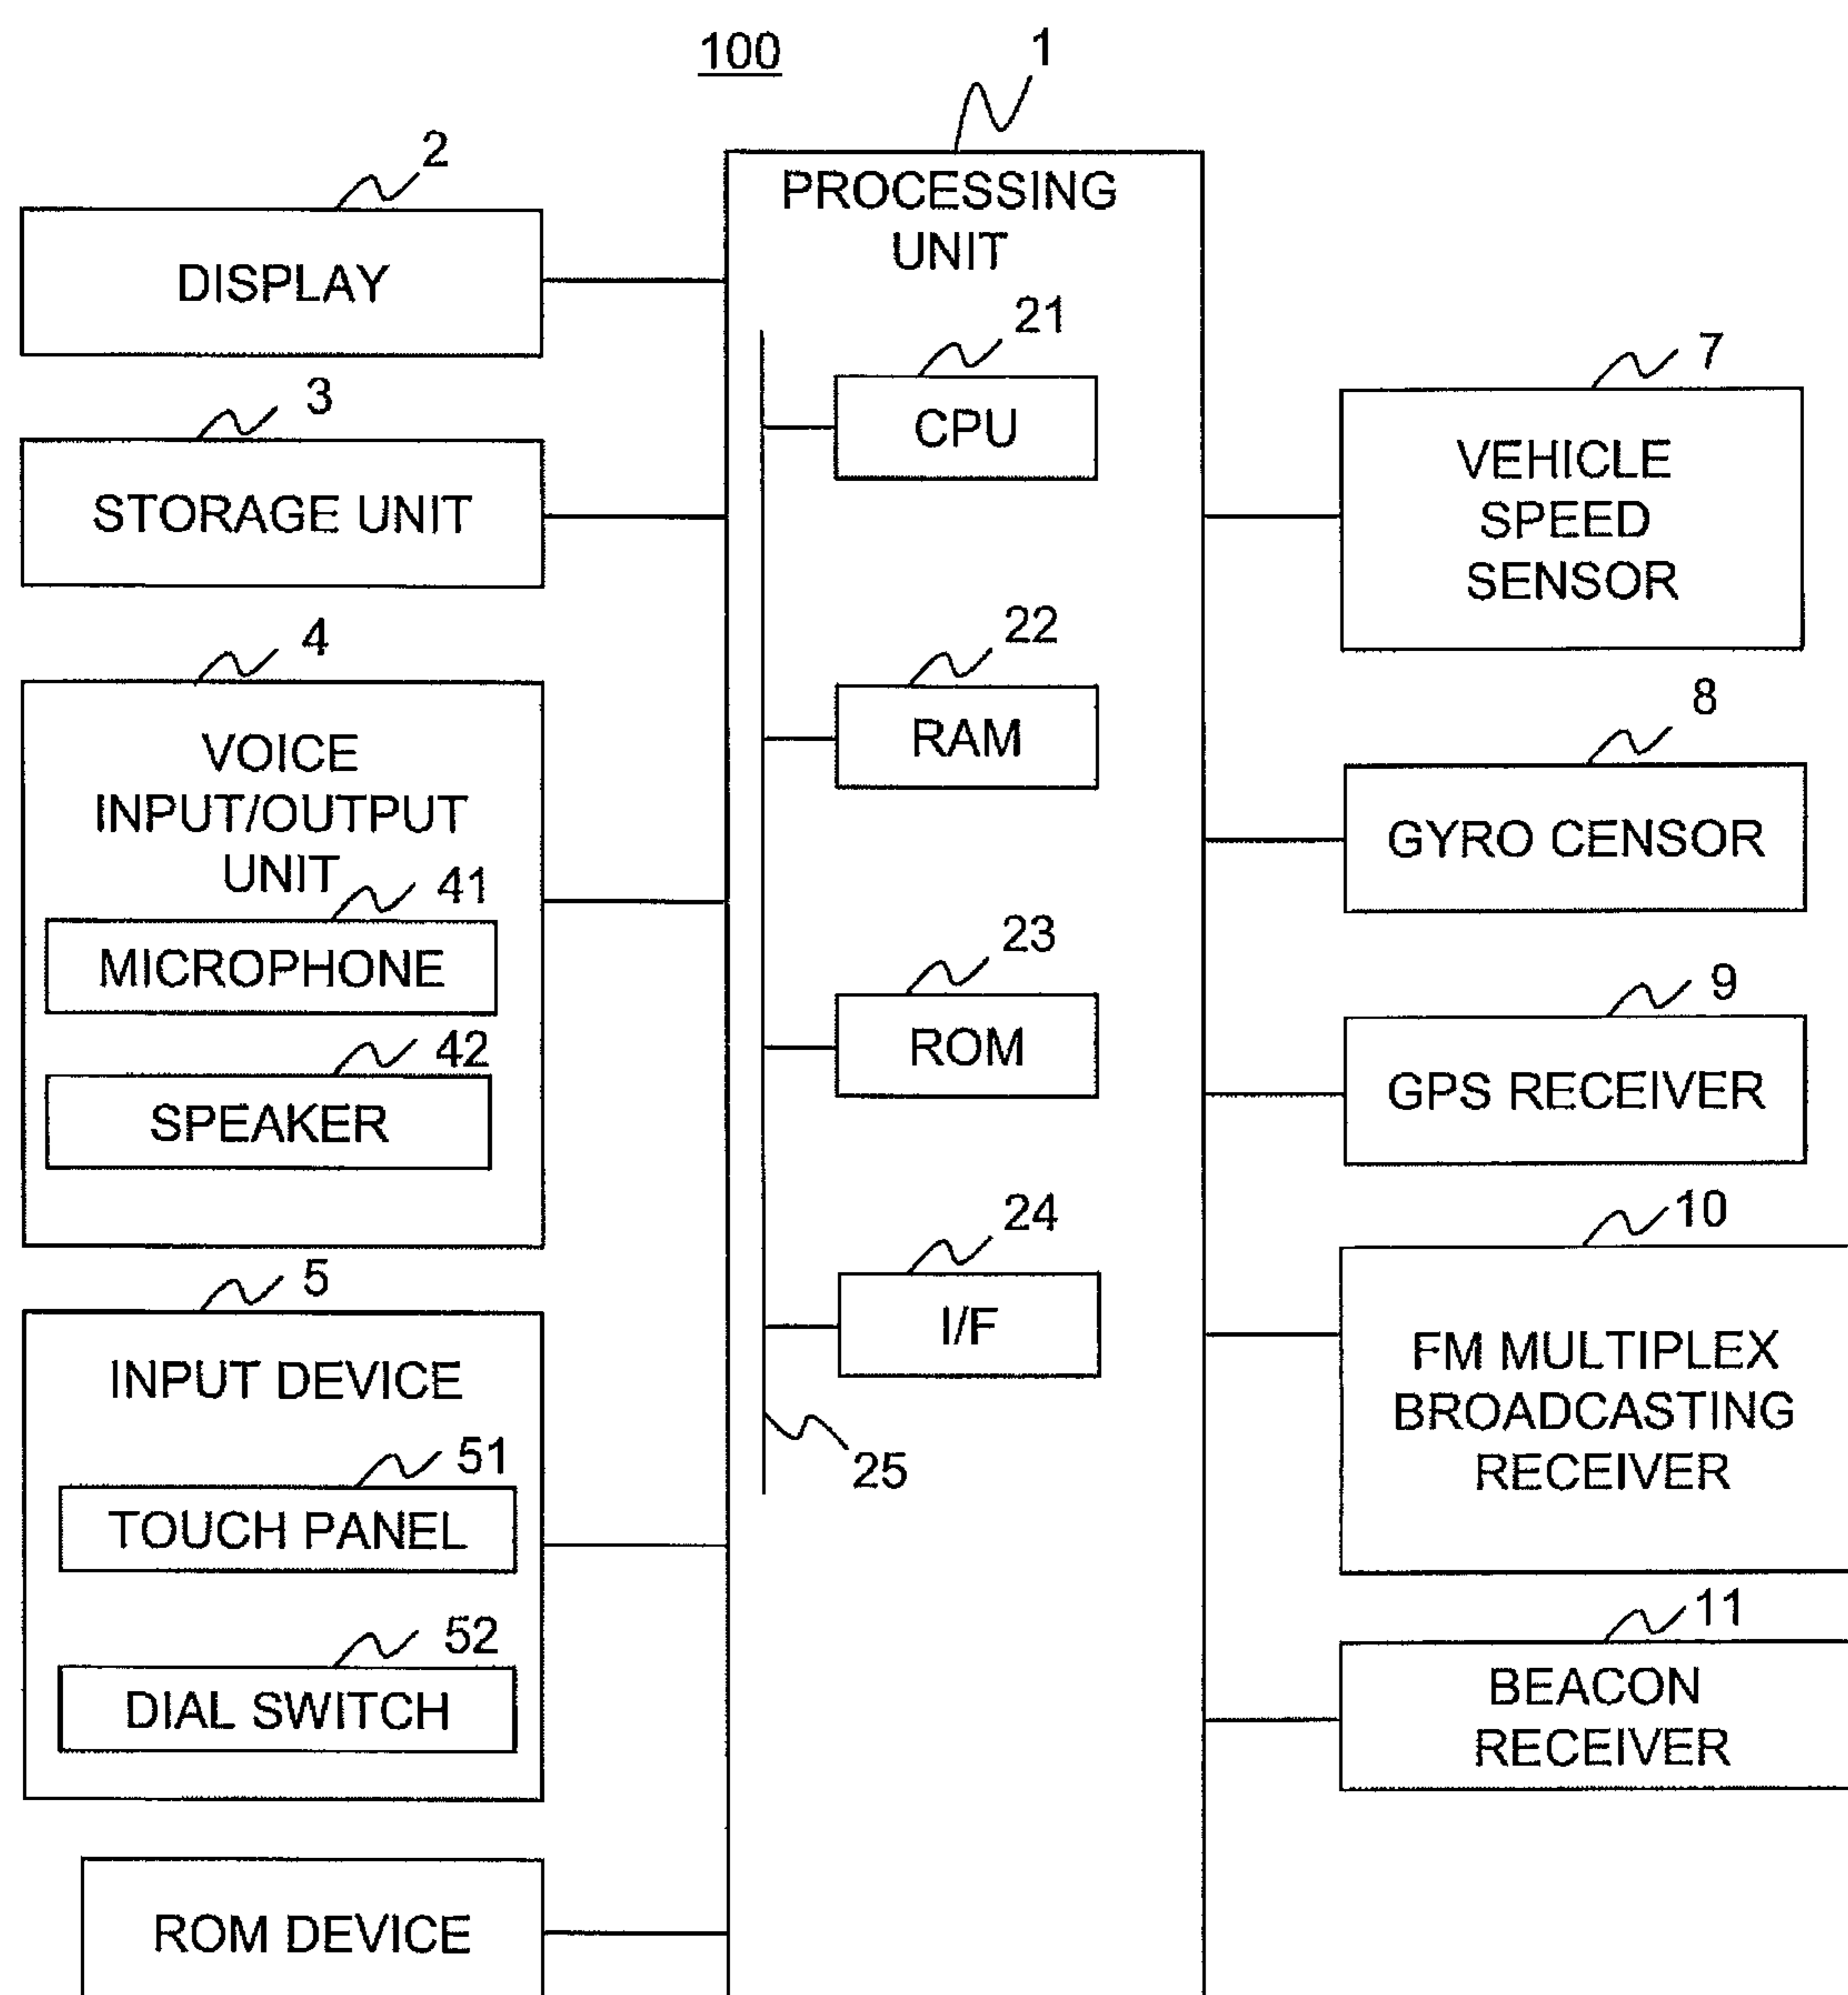 100
1
PROCESSING
UNIT
2
DISPLAY
3
STORAGE UNIT
4
VOICE
INPUT/OUTPUT
UNIT
41
MICROPHONE
42
SPEAKER
5
INPUT DEVICE
51
TOUCH PANEL
52
DIAL SWITCH
ROM DEVICE
21
CPU
22
RAM
23
ROM
24
I/F
25
7
VEHICLE
SPEED
SENSOR
8
GYRO CENSOR
9
GPS RECEIVER
10
FM MULTIPLEX
BROADCASTING
RECEIVER
11
BEACON
RECEIVER